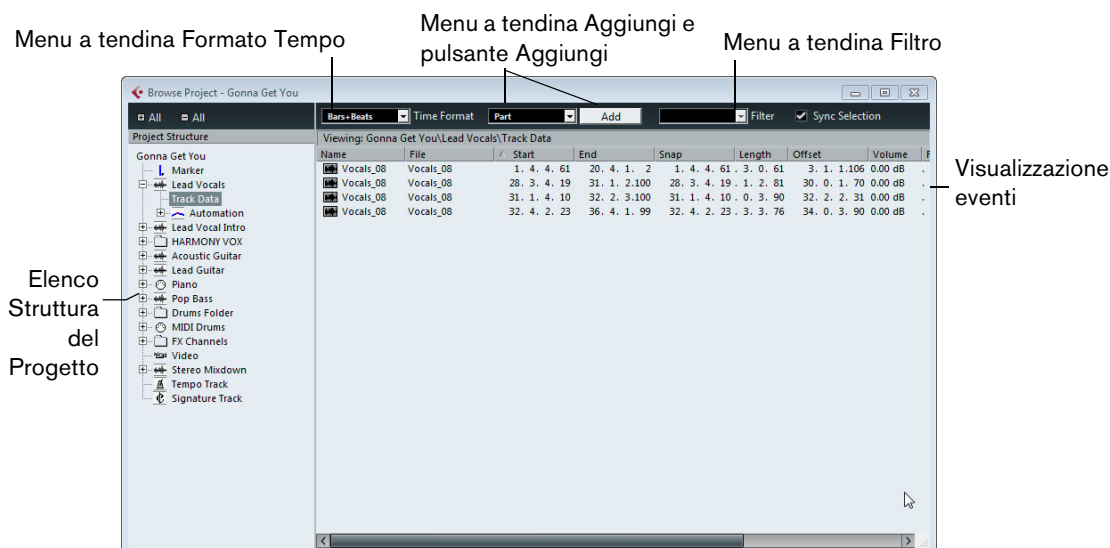 Menu a tendina Formato Tempo
Menu a tendina Aggiungi e
pulsante Aggiungi
Menu a tendina Filtro
Browse Project - Gonna Get You
All All
Bars+Beats Time Format Part Add Filter Sync Selection
Project Structure
Viewing: Gonna Get You\Lead Vocals\Track Data
Name File Start End Snap Length Offset Volume F
Vocals_08 Vocals_08 1. 4. 4. 61 20. 4. 1. 2 1. 4. 4. 61 . 3. 0. 61 3. 1. 1.106 0.00 dB .
Vocals_08 Vocals_08 28. 3. 4. 19 31. 1. 2.100 28. 3. 4. 19 . 1. 2. 81 30. 0. 1. 70 0.00 dB .
Vocals_08 Vocals_08 31. 1. 4. 10 32. 2. 3.100 31. 1. 4. 10 . 0. 3. 90 32. 2. 2. 31 0.00 dB .
Vocals_08 Vocals_08 32. 4. 2. 23 36. 4. 1. 99 32. 4. 2. 23 . 3. 3. 76 34. 0. 3. 90 0.00 dB .
Gonna Get You
Marker
Lead Vocals
Track Data
Automation
Lead Vocal Intro
HARMONY VOX
Acoustic Guitar
Lead Guitar
Piano
Pop Bass
Drums Folder
MIDI Drums
FX Channels
Video
Stereo Mixdown
Tempo Track
Signature Track
Elenco
Struttura
del
Progetto
Visualizzazione
eventi